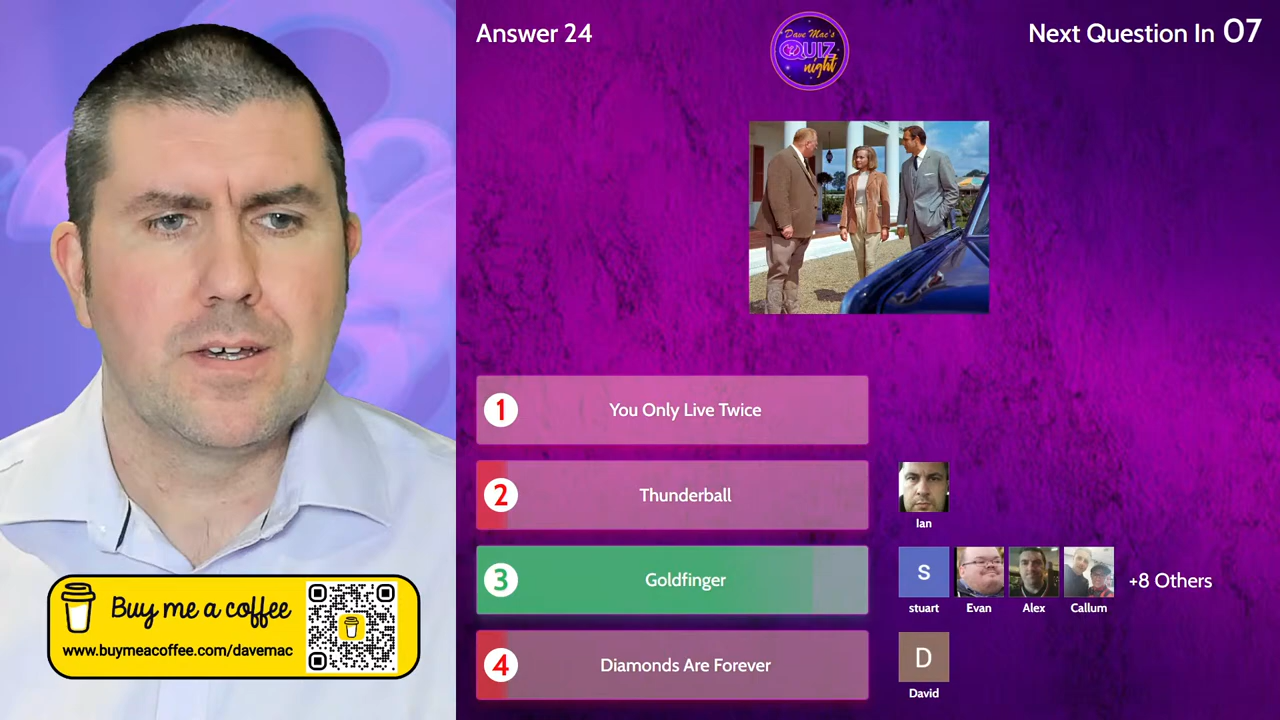 Answer 24
Dave Mac's
QUIZ
night
Next Question In 07
1 You Only Live Twice
2 Thunderball
Ian
3 Goldfinger
S
+8 Others
stuart Evan Alex Callum
4 Diamonds Are Forever
D
David
Buy me a coffee
www.buymeacoffee.com/davemac